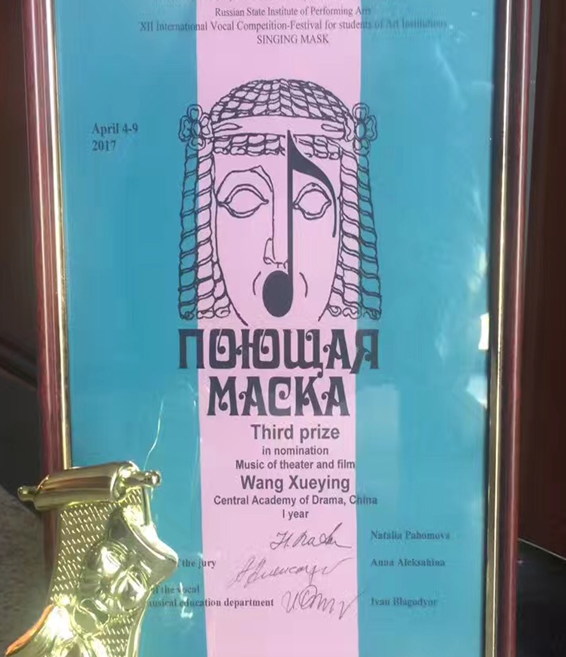 Russian State Institute of Performing Arts
XII International Vocal Competition-Festival for students of Art Institutions
SINGING MASK
April 4-9
2017
ПОЮЩАЯ
МАСКА
Third prize
in nomination
Music of theater and film
Wang Xueying
Central Academy of Drama, China
I year
Natalia Pahomova
the jury
Anna Aleksahina
the vocal
musical education department
Ivan Blagodyor